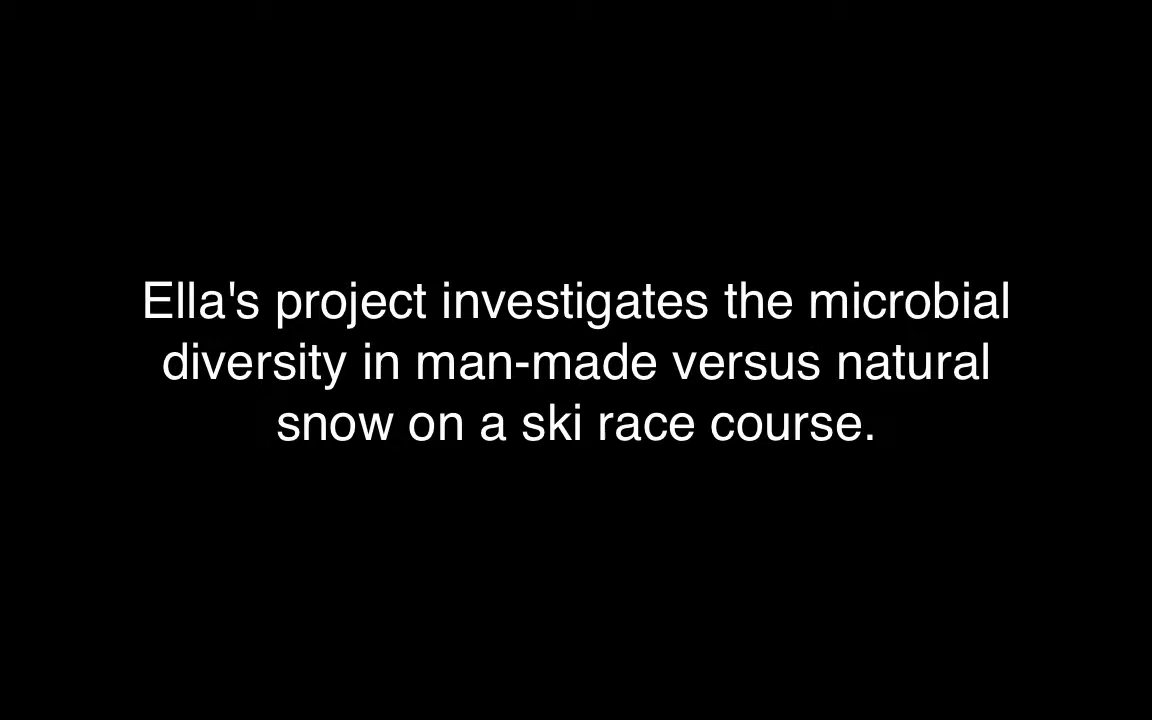 Ella's project investigates the microbial
diversity in man-made versus natural
snow on a ski race course.